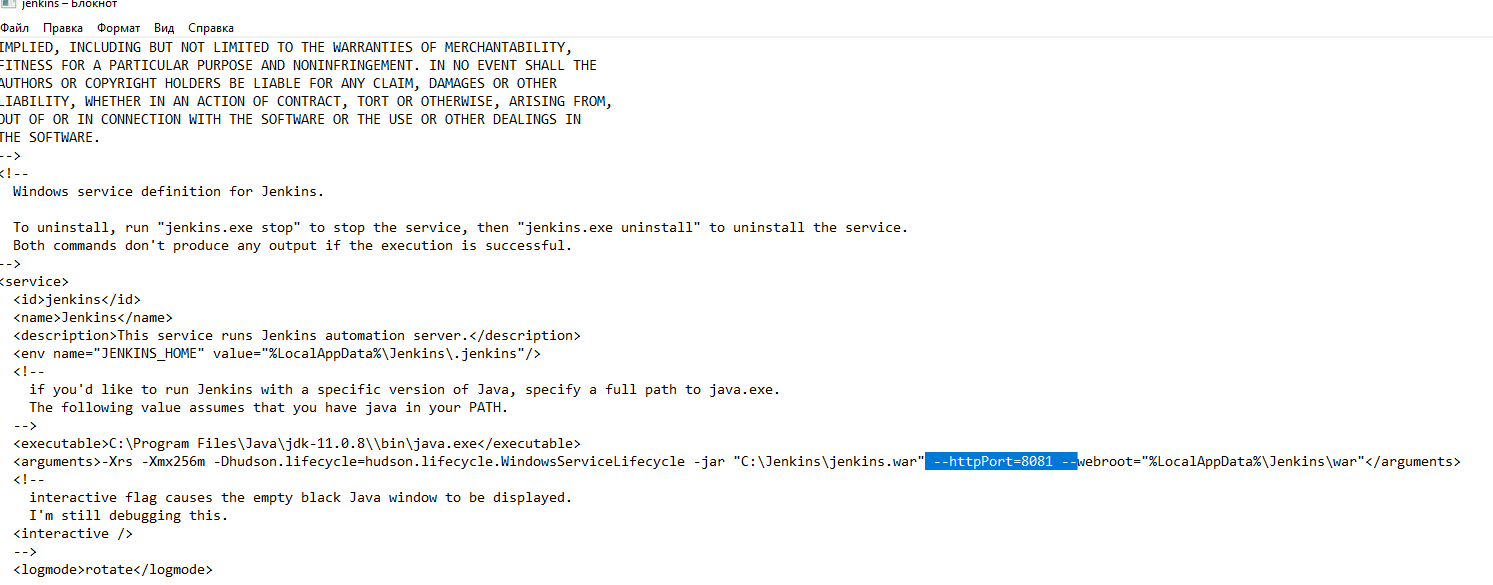 jenkins – Блокнот
Файл Правка Формат Вид Справка
IMPLIED, INCLUDING BUT NOT LIMITED TO THE WARRANTIES OF MERCHANTABILITY,
FITNESS FOR A PARTICULAR PURPOSE AND NONINFRINGEMENT. IN NO EVENT SHALL THE
AUTHORS OR COPYRIGHT HOLDERS BE LIABLE FOR ANY CLAIM, DAMAGES OR OTHER
LIABILITY, WHETHER IN AN ACTION OF CONTRACT, TORT OR OTHERWISE, ARISING FROM,
OUT OF OR IN CONNECTION WITH THE SOFTWARE OR THE USE OR OTHER DEALINGS IN
THE SOFTWARE.
-->
<!--
  Windows service definition for Jenkins.

  To uninstall, run "jenkins.exe stop" to stop the service, then "jenkins.exe uninstall" to uninstall the service.
  Both commands don't produce any output if the execution is successful.
-->
<service>
  <id>jenkins</id>
  <name>Jenkins</name>
  <description>This service runs Jenkins automation server.</description>
  <env name="JENKINS_HOME" value="%LocalAppData%\Jenkins\.jenkins"/>
  <!--
    if you'd like to run Jenkins with a specific version of Java, specify a full path to java.exe.
    The following value assumes that you have java in your PATH.
  -->
  <executable>C:\Program Files\Java\jdk-11.0.8\\bin\java.exe</executable>
  <arguments>-Xrs -Xmx256m -Dhudson.lifecycle=hudson.lifecycle.WindowsServiceLifecycle -jar "C:\Jenkins\jenkins.war" --httpPort=8081 --webroot="%LocalAppData%\Jenkins\war"</arguments>
  <!--
    interactive flag causes the empty black Java window to be displayed.
    I'm still debugging this.
  <interactive />
  -->
  <logmode>rotate</logmode>